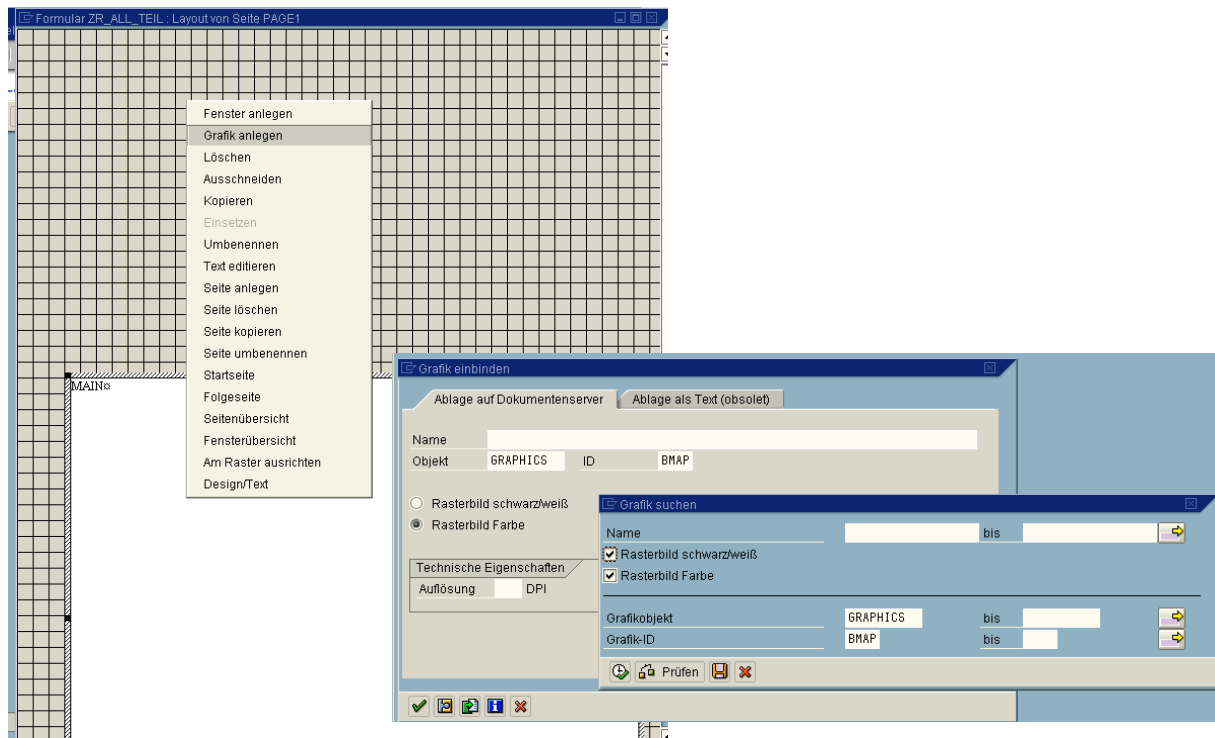 Formular ZR_ALL_TEIL : Layout von Seite PAGE1
Fenster anlegen
Grafik anlegen
Löschen
Ausschneiden
Kopieren
Einsetzen
Umbenennen
Text editieren
Seite anlegen
Seite löschen
Seite kopieren
Seite umbenennen
Startseite
Folgeseite
Seitenübersicht
Fensterübersicht
Am Raster ausrichten
Design/Text
MAIN¤
Grafik einbinden
Ablage auf Dokumentenserver Ablage als Text (obsolet)
Name
Objekt GRAPHICS ID BMAP
Rasterbild schwarz/weiß
Rasterbild Farbe
Technische Eigenschaften
Auflösung DPI
Grafik suchen
Name bis
Rasterbild schwarz/weiß
Rasterbild Farbe
Grafikobjekt GRAPHICS bis
Grafik-ID BMAP bis
Prüfen